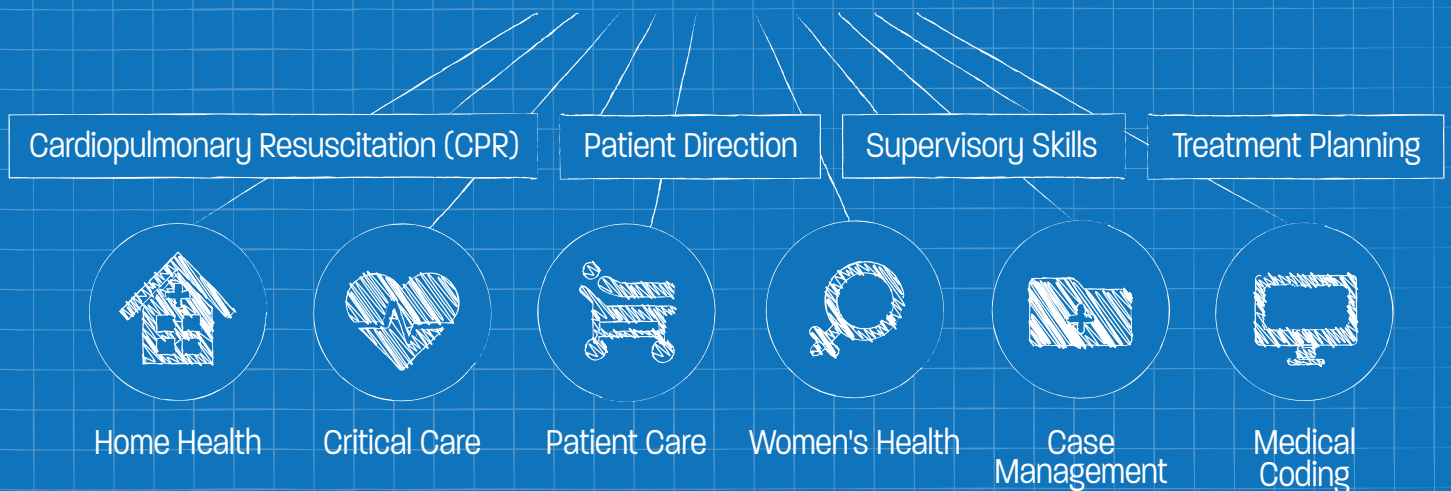 Cardiopulmonary Resuscitation (CPR)
Patient Direction
Supervisory Skills
Treatment Planning
Home Health
Critical Care
Patient Care
Women's Health
Case
Management
Medical
Coding